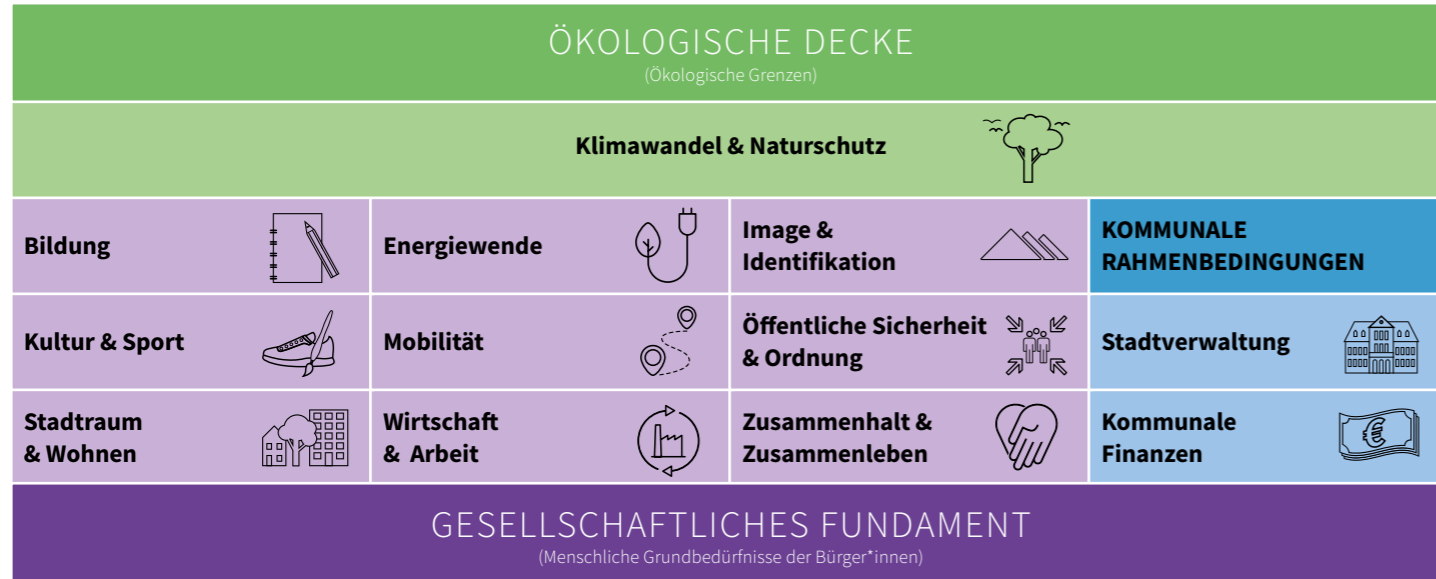 ÖKOLOGISCHE DECKE
(Ökologische Grenzen)
Klimawandel & Naturschutz
Bildung
Energiewende
Image &
Identifikation
KOMMUNALE
RAHMENBEDINGUNGEN
Kultur & Sport
Mobilität
Öffentliche Sicherheit
& Ordnung
Stadtverwaltung
Stadtraum
& Wohnen
Wirtschaft
& Arbeit
Zusammenhalt &
Zusammenleben
Kommunale
Finanzen
€
GESELLSCHAFTLICHES FUNDAMENT
(Menschliche Grundbedürfnisse der Bürger*innen)